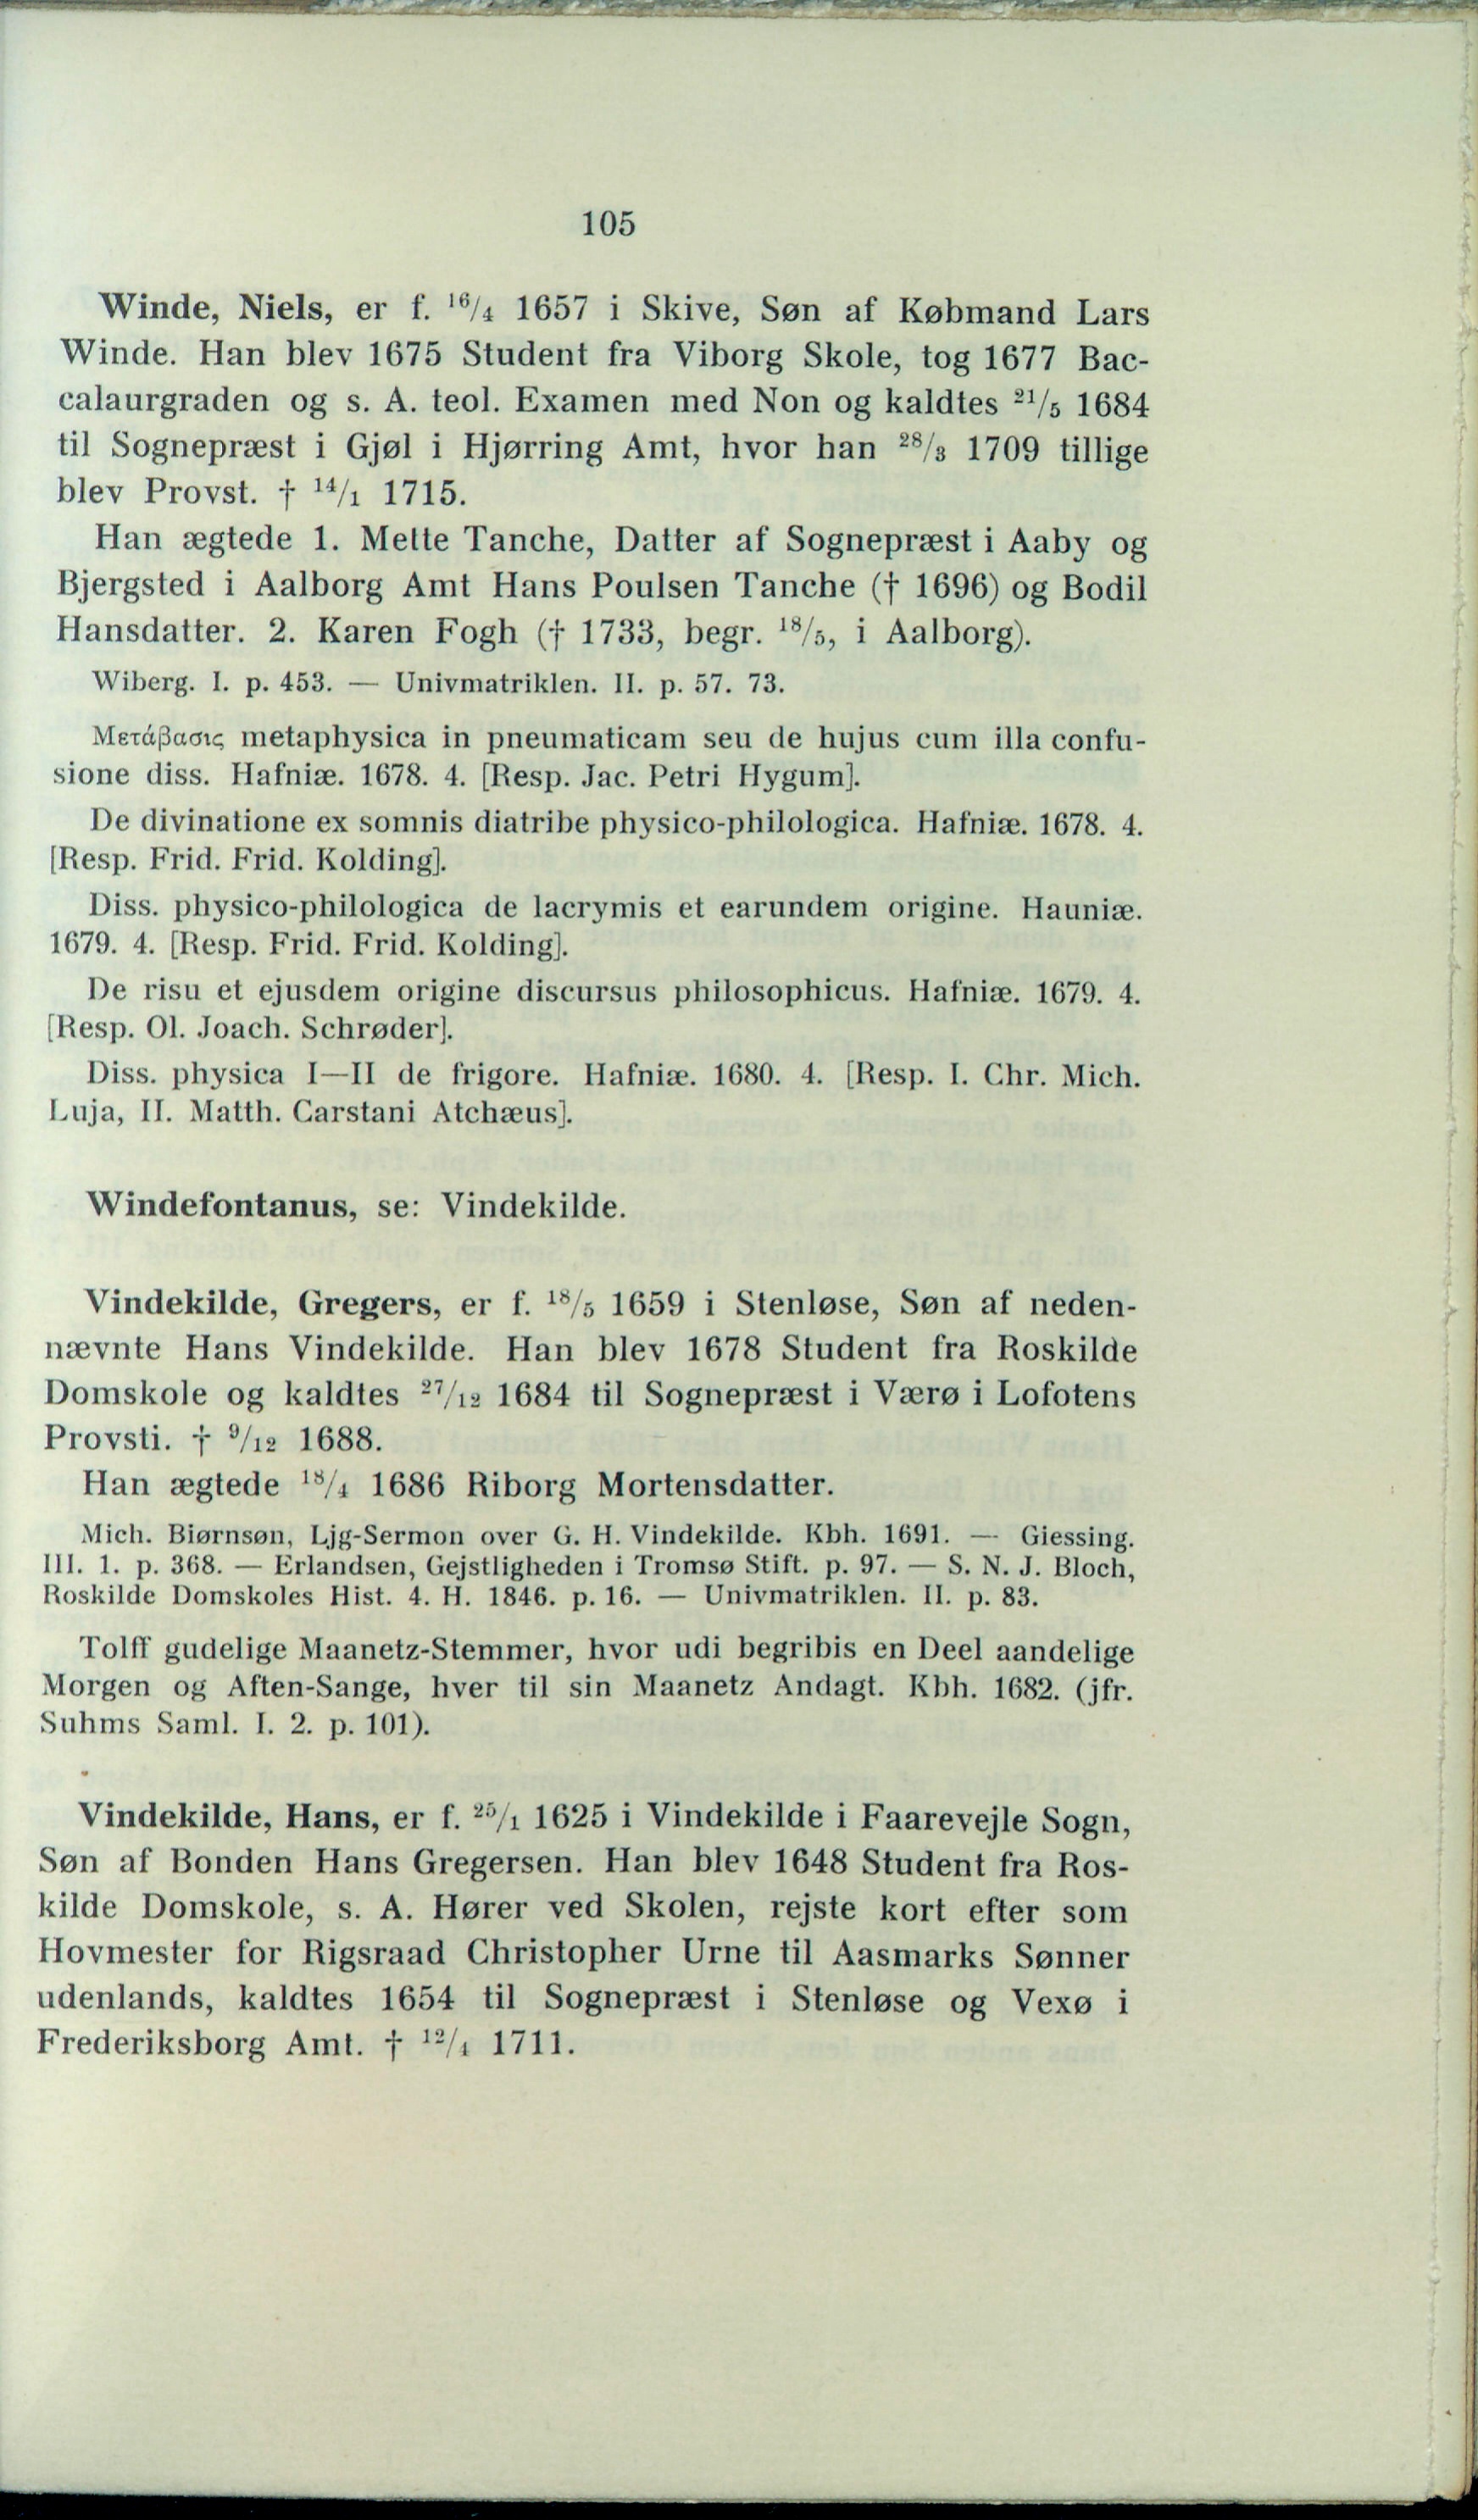 105
Winde, Niels, er f. 16/4 1657 i Skive, Søn af Købmand Lars
Winde. Han blev 1675 Student fra Viborg Skole, tog 1677 Bac-
calaurgraden og s. A. teol. Examen med Non og kaldtes 21/5 1684
til Sognepræst i Gjøl i Hjørring Amt, hvor han 28/3 1709 tillige
blev Provst. † 14/1 1715.
Han ægtede 1. Mette Tanche, Datter af Sognepræst i Aaby og
Bjergsted i Aalborg Amt Hans Poulsen Tanche († 1696) og Bodil
Hansdatter. 2. Karen Fogh († 1733, begr. 18/5, i Aalborg).
Wiberg. I. p. 453. — Univmatriklen. II. p. 57. 73.
Μετάβασις metaphysica in pneumaticam seu de hujus cum illa confu-
sione diss. Hafniæ. 1678. 4. [Resp. Jac. Petri Hygum].
De divinatione ex somnis diatribe physico-philologica. Hafniæ. 1678. 4.
[Resp. Frid. Frid. Kolding].
Diss. physico-philologica de lacrymis et earundem origine. Hauniæ.
1679. 4. [Resp. Frid. Frid. Kolding].
De risu et ejusdem origine discursus philosophicus. Hafniæ. 1679. 4.
[Resp. Ol. Joach. Schrøder].
Diss. physica I—II de frigore. Hafniæ. 1680. 4. [Resp. I. Chr. Mich.
Luja, II. Matth. Carstani Atchæus].
Windefontanus, se: Vindekilde.
Vindekilde, Gregers, er f. 18/5 1659 i Stenløse, Søn af neden-
nævnte Hans Vindekilde. Han blev 1678 Student fra Roskilde
Domskole og kaldtes 27/12 1684 til Sognepræst i Værø i Lofotens
Provsti. † 9/12 1688.
Han ægtede 18/4 1686 Riborg Mortensdatter.
Mich. Biørnsøn, Ljg-Sermon over G. H. Vindekilde. Kbh. 1691. — Giessing.
III. 1. p. 368. — Erlandsen, Gejstligheden i Tromsø Stift. p. 97. — S. N. J. Bloch,
Roskilde Domskoles Hist. 4. H. 1846. p. 16. — Univmatriklen. II. p. 83.
Tolff gudelige Maanetz-Stemmer, hvor udi begribis en Deel aandelige
Morgen og Aften-Sange, hver til sin Maanetz Andagt. Kbh. 1682. (jfr.
Suhms Saml. I. 2. p. 101).
Vindekilde, Hans, er f. 25/1 1625 i Vindekilde i Faarevejle Sogn,
Søn af Bonden Hans Gregersen. Han blev 1648 Student fra Ros-
kilde Domskole, s. A. Hører ved Skolen, rejste kort efter som
Hovmester for Rigsraad Christopher Urne til Aasmarks Sønner
udenlands, kaldtes 1654 til Sognepræst i Stenløse og Vexø i
Frederiksborg Amt. † 12/4 1711.